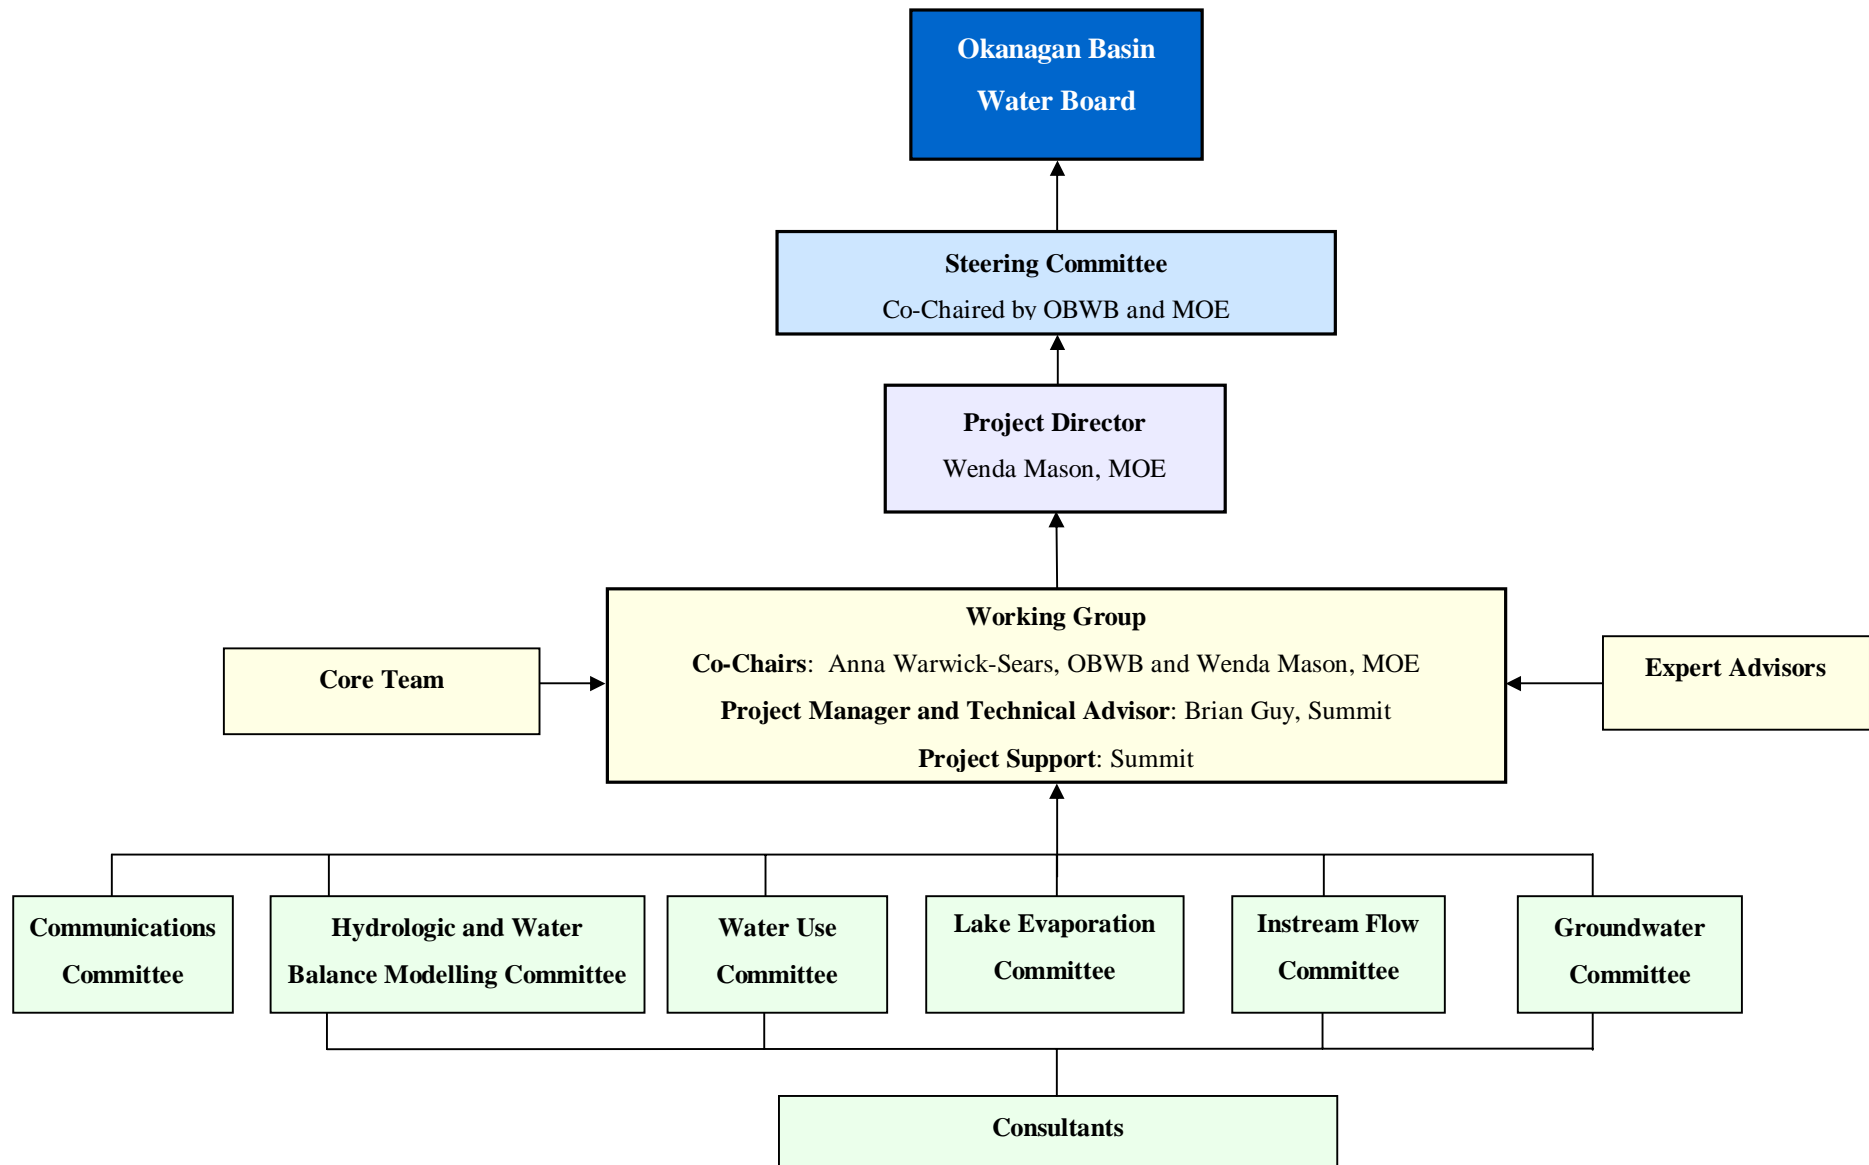 Okanagan Basin
Water Board
Steering Committee
Co-Chaired by OBWB and MOE
Project Director
Wenda Mason, MOE
Working Group
Co-Chairs: Anna Warwick-Sears, OBWB and Wenda Mason, MOE
Project Manager and Technical Advisor: Brian Guy, Summit
Project Support: Summit
Core Team
Expert Advisors
Communications
Committee
Hydrologic and Water
Balance Modelling Committee
Water Use
Committee
Lake Evaporation
Committee
Instream Flow
Committee
Groundwater
Committee
Consultants